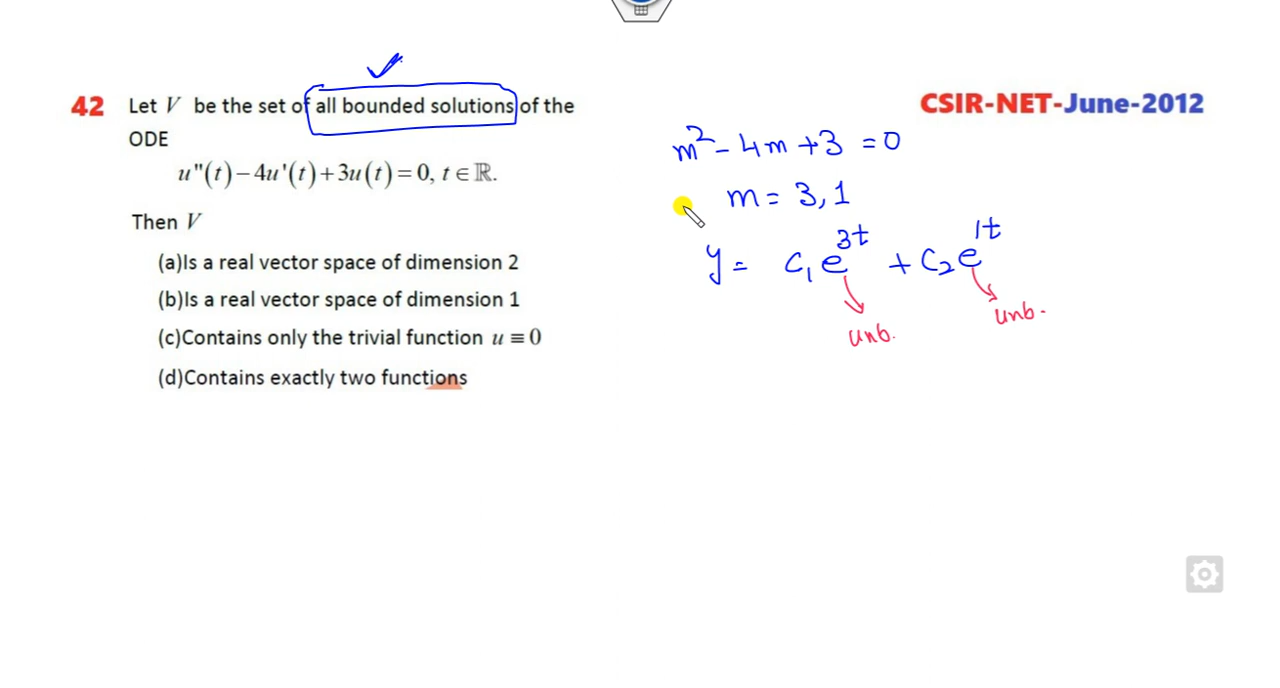 42 Let V be the set of all bounded solutions of the
ODE
u"(t) − 4u'(t) + 3u(t) = 0, t ∈ ℝ.
Then V
(a)Is a real vector space of dimension 2
(b)Is a real vector space of dimension 1
(c)Contains only the trivial function u ≡ 0
(d)Contains exactly two functions
CSIR-NET-June-2012
m² - 4m + 3 = 0
m = 3, 1
y = c₁e^3t + c₂e^1t
unb.
unb.